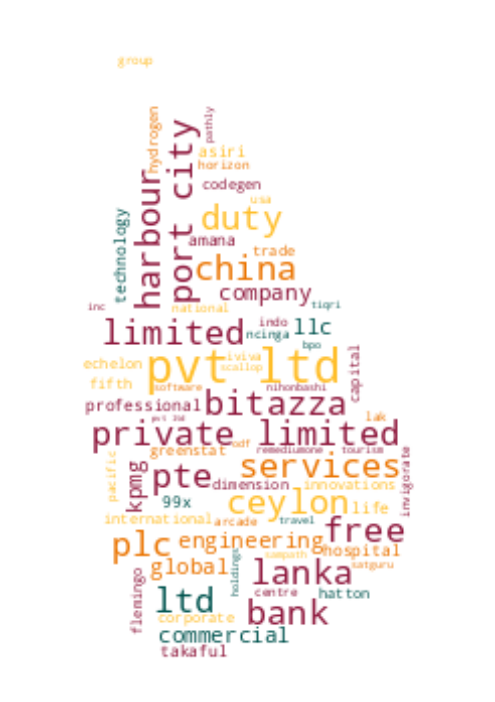 group
hydrogen
pathly
port city
harbour
asiri
horizon
codegen
usa
technology
duty
amana
trade
china
company
inc
national
tiqri
limited
indo
llc
ncinga
bpo
echelon
pvt ltd
iviva
scallop
capital
fifth
software
nihonbashi
professional
bitazza
pvt ltd
lak
private limited
odf
greenstat
remediumone
tourism
invigorate
pacific
kpmg
pte
services
dimension
innovations
99x
ceylon
life
international
arcade
travel
free
plc
engineering
hospital
sampath
global
holdings
lanka
satguru
flemingo
ltd
centre
hatton
corporate
bank
commercial
takaful